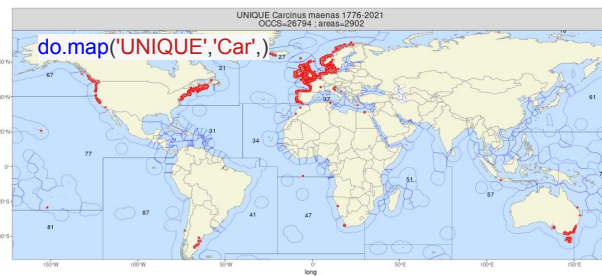 UNIQUE Carcinus maenas 1776-2021
OCCS=26794 ; areas=2902
do.map('UNIQUE','Car',)
27
21
67
61
37
31
34
77
51
57
87
41
47
81
0°
150°W
100°W
50°W
0°
50°E
100°E
150°E
long